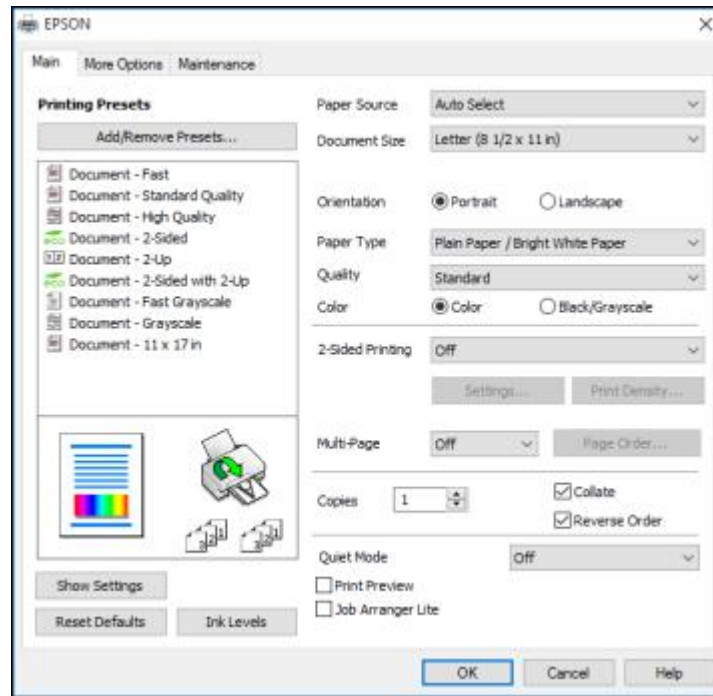 EPSON
Main More Options Maintenance
Printing Presets
Add/Remove Presets...
Document - Fast
Document - Standard Quality
Document - High Quality
Document - 2-Sided
Document - 2-Up
Document - 2-Sided with 2-Up
Document - Fast Grayscale
Document - Grayscale
Document - 11 x 17 in
Show Settings
Reset Defaults Ink Levels
Paper Source Auto Select
Document Size Letter (8 1/2 x 11 in)
Orientation Portrait Landscape
Paper Type Plain Paper / Bright White Paper
Quality Standard
Color Color Black/Grayscale
2-Sided Printing Off
Settings... Print Density...
Multi-Page Off Page Order...
Copies 1 Collate
Reverse Order
Quiet Mode Off
Print Preview
Job Arranger Lite
OK Cancel Help